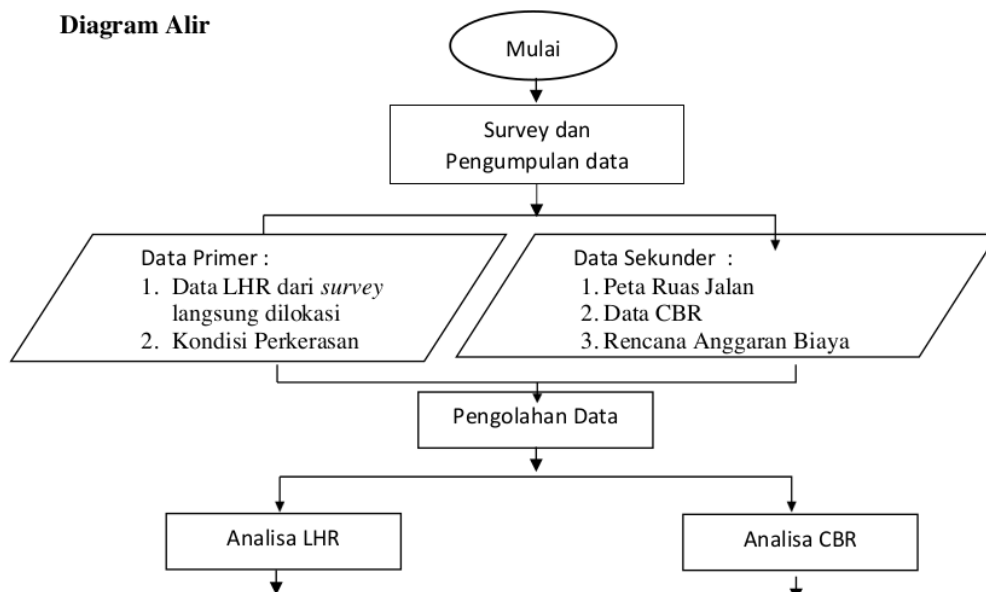 Diagram Alir
Mulai
Survey dan
Pengumpulan data
Data Primer :
1. Data LHR dari survey
langsung dilokasi
2. Kondisi Perkerasan
Data Sekunder :
1. Peta Ruas Jalan
2. Data CBR
3. Rencana Anggaran Biaya
Pengolahan Data
Analisa LHR
Analisa CBR